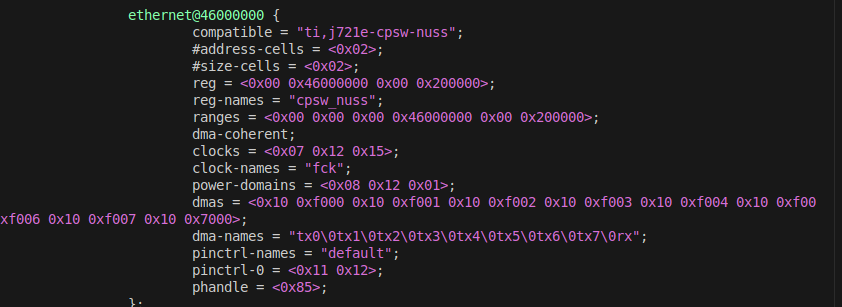 ethernet@46000000 {
compatible = "ti,j721e-cpsw-nuss";
#address-cells = <0x02>;
#size-cells = <0x02>;
reg = <0x00 0x46000000 0x00 0x200000>;
reg-names = "cpsw_nuss";
ranges = <0x00 0x00 0x00 0x46000000 0x00 0x200000>;
dma-coherent;
clocks = <0x07 0x12 0x15>;
clock-names = "fck";
power-domains = <0x08 0x12 0x01>;
dmas = <0x10 0xf000 0x10 0xf001 0x10 0xf002 0x10 0xf003 0x10 0xf004 0x10 0xf00
xf006 0x10 0xf007 0x10 0x7000>;
dma-names = "tx0\0tx1\0tx2\0tx3\0tx4\0tx5\0tx6\0tx7\0rx";
pinctrl-names = "default";
pinctrl-0 = <0x11 0x12>;
phandle = <0x85>;
};